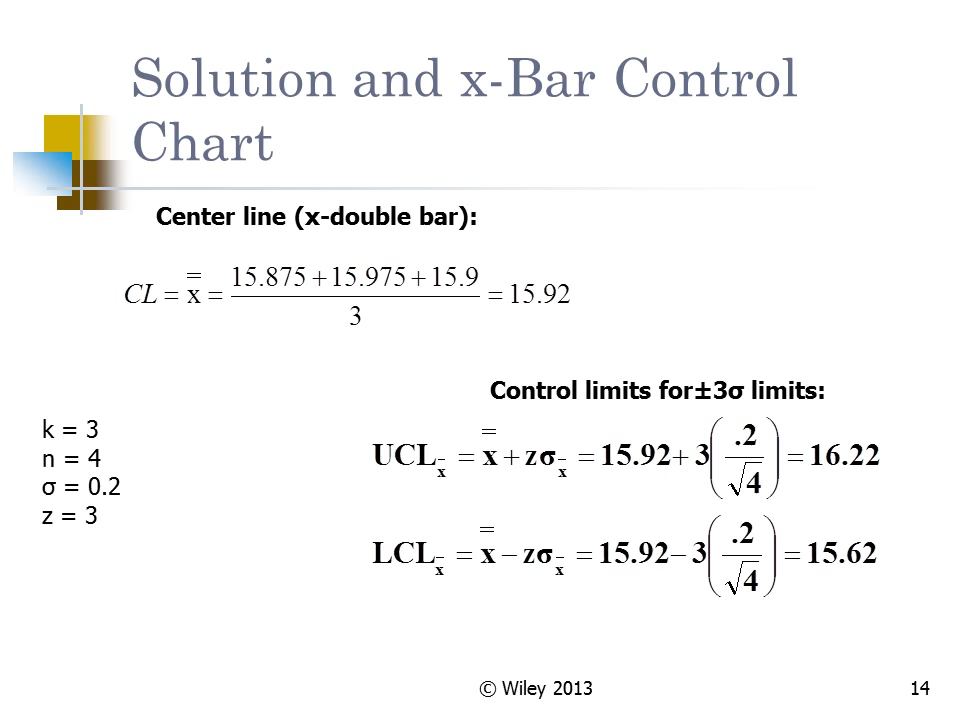 Solution and x-Bar Control
Chart
Center line (x-double bar):
CL = x̿ = (15.875 + 15.975 + 15.9) / 3 = 15.92
Control limits for±3σ limits:
k = 3
n = 4
σ = 0.2
z = 3
UCLx̄ = x̿ + zσx̄ = 15.92 + 3(.2 / √4) = 16.22
LCLx̄ = x̿ − zσx̄ = 15.92 − 3(.2 / √4) = 15.62
© Wiley 2013
14